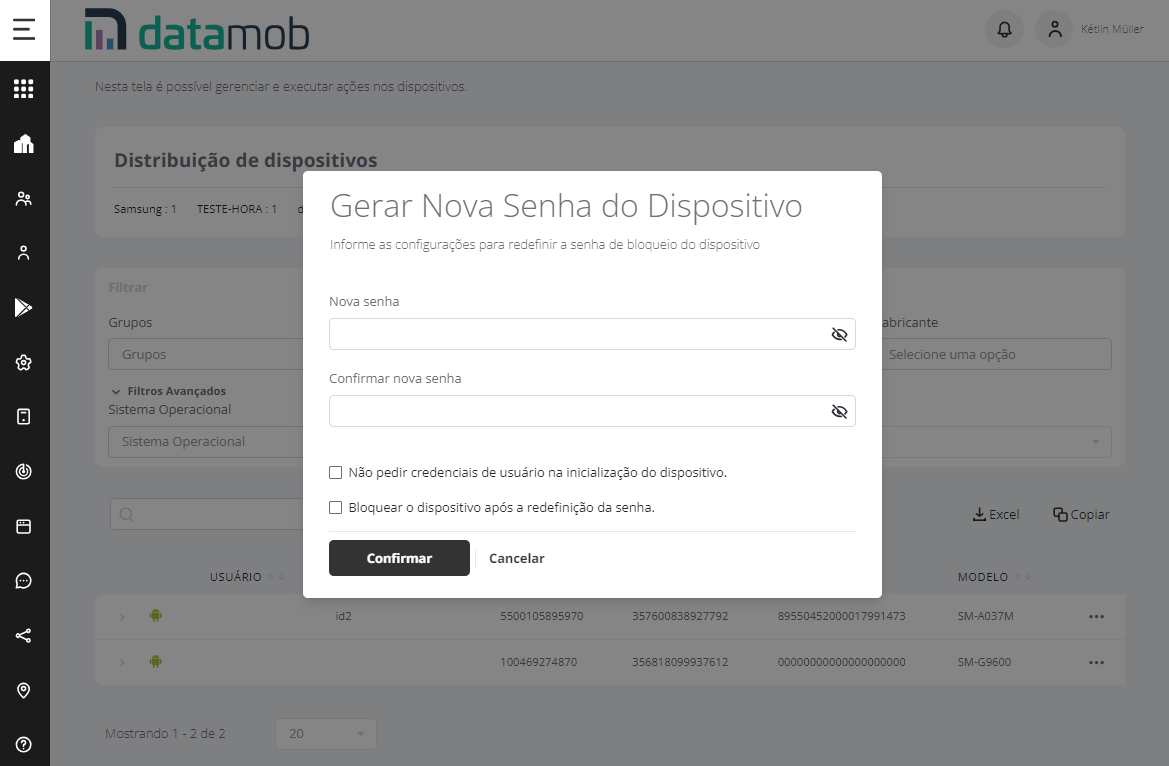 datamob
Kétlin Müller
Nesta tela é possível gerenciar e executar ações nos dispositivos.
Distribuição de dispositivos
Samsung : 1 TESTE-HORA : 1 d
Gerar Nova Senha do Dispositivo
Informe as configurações para redefinir a senha de bloqueio do dispositivo
Nova senha
Confirmar nova senha
Não pedir credenciais de usuário na inicialização do dispositivo.
Bloquear o dispositivo após a redefinição da senha.
Confirmar Cancelar
Filtrar
Grupos abricante
Grupos Selecione uma opção
Filtros Avançados
Sistema Operacional
Sistema Operacional
Excel Copiar
USUÁRIO MODELO
id2 5500105895970 357600838927792 89550452000017991473 SM-A037M
100469274870 356818099937612 00000000000000000000 SM-G9600
Mostrando 1 - 2 de 2 20